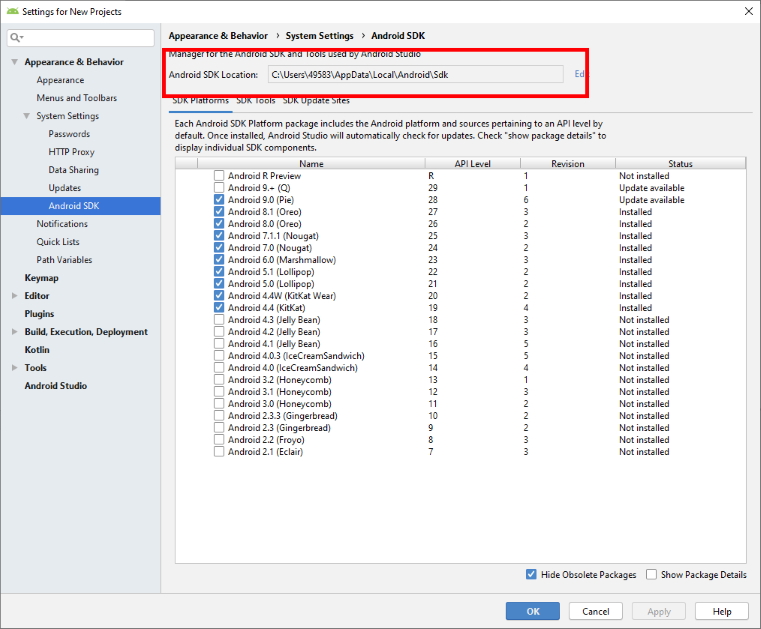 Settings for New Projects
Appearance & Behavior › System Settings › Android SDK
Manager for the Android SDK and Tools used by Android Studio
Android SDK Location: C:\Users\49583\AppData\Local\Android\Sdk
SDK Platforms SDK Tools SDK Update Sites
Each Android SDK Platform package includes the Android platform and sources pertaining to an API level by
default. Once installed, Android Studio will automatically check for updates. Check "show package details" to
display individual SDK components.
Appearance & Behavior
Appearance
Menus and Toolbars
System Settings
Passwords
HTTP Proxy
Data Sharing
Updates
Android SDK
Notifications
Quick Lists
Path Variables
Keymap
Editor
Plugins
Build, Execution, Deployment
Kotlin
Tools
Android Studio
Name API Level Revision Status
Android R Preview R 1 Not installed
Android 9.+ (Q) 29 1 Update available
Android 9.0 (Pie) 28 6 Update available
Android 8.1 (Oreo) 27 3 Installed
Android 8.0 (Oreo) 26 2 Installed
Android 7.1.1 (Nougat) 25 3 Installed
Android 7.0 (Nougat) 24 2 Installed
Android 6.0 (Marshmallow) 23 3 Installed
Android 5.1 (Lollipop) 22 2 Installed
Android 5.0 (Lollipop) 21 2 Installed
Android 4.4W (KitKat Wear) 20 2 Installed
Android 4.4 (KitKat) 19 4 Installed
Android 4.3 (Jelly Bean) 18 3 Not installed
Android 4.2 (Jelly Bean) 17 3 Not installed
Android 4.1 (Jelly Bean) 16 5 Not installed
Android 4.0.3 (IceCreamSandwich) 15 5 Not installed
Android 4.0 (IceCreamSandwich) 14 4 Not installed
Android 3.2 (Honeycomb) 13 1 Not installed
Android 3.1 (Honeycomb) 12 3 Not installed
Android 3.0 (Honeycomb) 11 2 Not installed
Android 2.3.3 (Gingerbread) 10 2 Not installed
Android 2.3 (Gingerbread) 9 2 Not installed
Android 2.2 (Froyo) 8 3 Not installed
Android 2.1 (Eclair) 7 3 Not installed
Hide Obsolete Packages Show Package Details
OK Cancel Apply Help